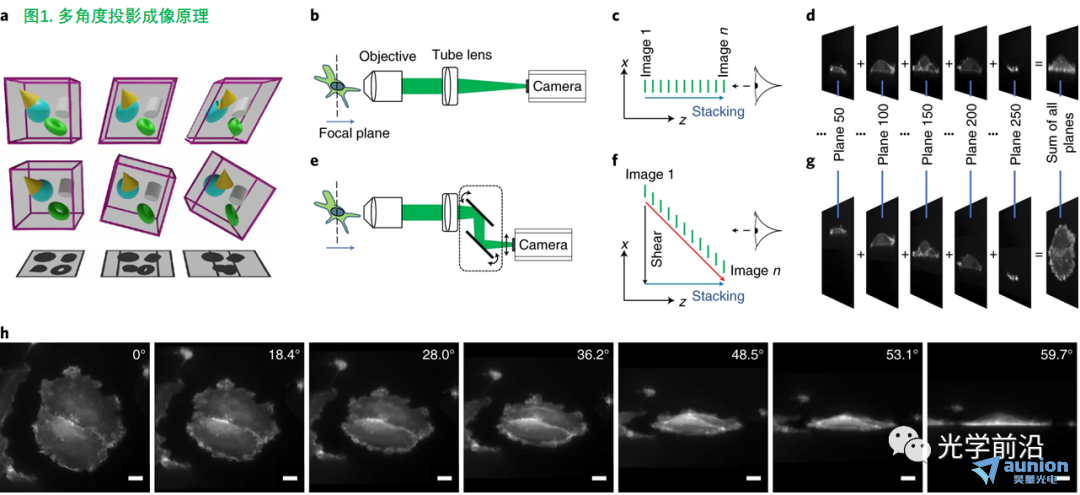 a 图1. 多角度投影成像原理
b
Objective
Tube lens
Camera
Focal plane
c
x
Image 1
Image n
Stacking
z
d
+ + + + =
... Plane 50
... Plane 100
... Plane 150
... Plane 200
... Plane 250
Sum of all planes
e
Camera
f
Image 1
x
Shear
Image n
z
Stacking
g
+ + + + =
h
0°
18.4°
28.0°
36.2°
48.5°
53.1°
59.7°
光学前沿
aunion
昊量光电